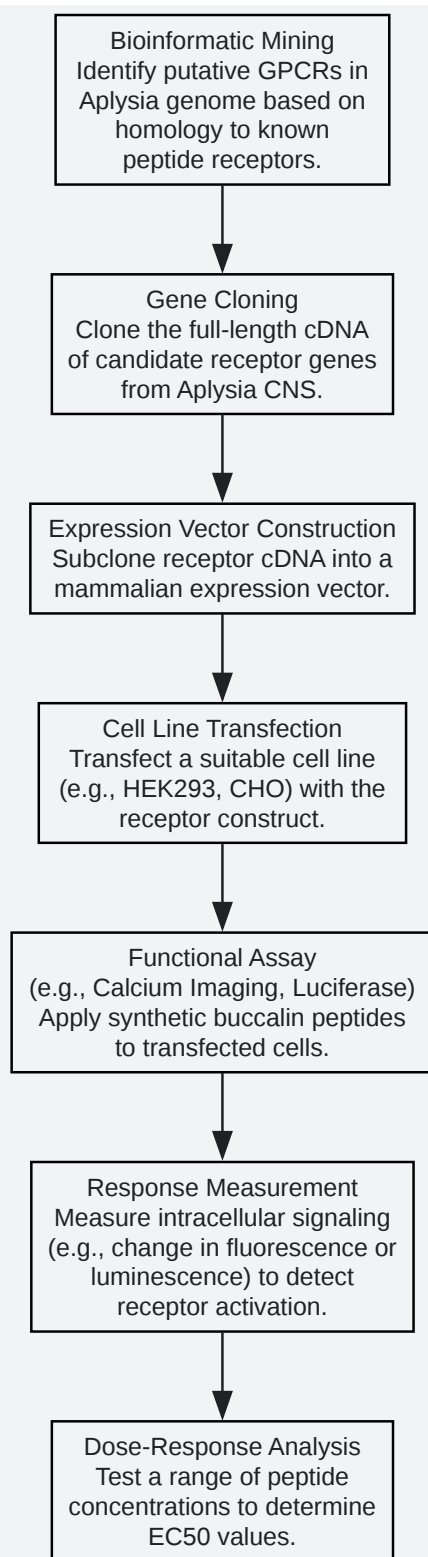 Bioinformatic Mining
Identify putative GPCRs in
Aplysia genome based on
homology to known
peptide receptors.
Gene Cloning
Clone the full-length cDNA
of candidate receptor genes
from Aplysia CNS.
Expression Vector Construction
Subclone receptor cDNA into a
mammalian expression vector.
Cell Line Transfection
Transfect a suitable cell line
(e.g., HEK293, CHO) with the
receptor construct.
Functional Assay
(e.g., Calcium Imaging, Luciferase)
Apply synthetic buccalin peptides
to transfected cells.
Response Measurement
Measure intracellular signaling
(e.g., change in fluorescence or
luminescence) to detect
receptor activation.
Dose-Response Analysis
Test a range of peptide
concentrations to determine
EC50 values.